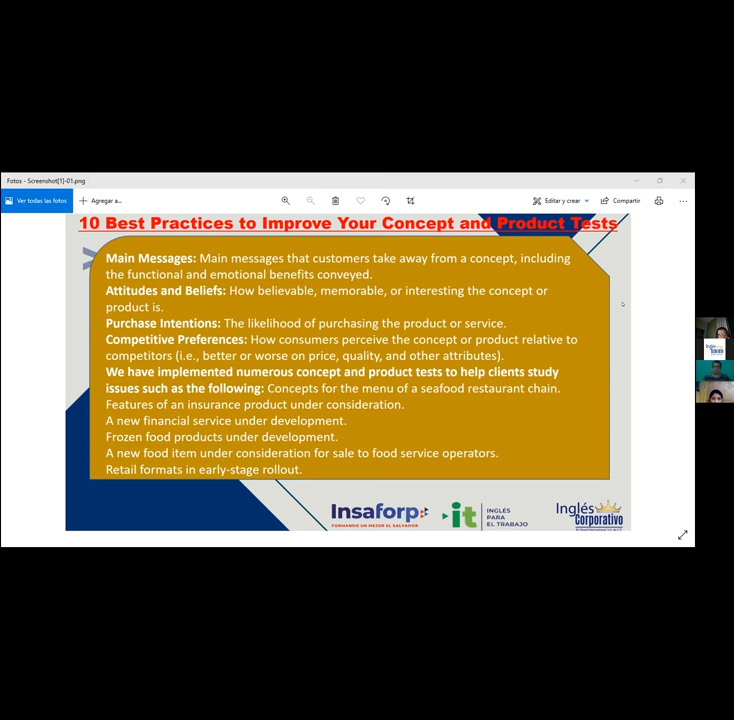 Fotos - Screenshot[1]-01.png
Ver todas las fotos
Agregar a...
Editar y crear
Compartir
10 Best Practices to Improve Your Concept and Product Tests
Main Messages: Main messages that customers take away from a concept, including
the functional and emotional benefits conveyed.
Attitudes and Beliefs: How believable, memorable, or interesting the concept or
product is.
Purchase Intentions: The likelihood of purchasing the product or service.
Competitive Preferences: How consumers perceive the concept or product relative to
competitors (i.e., better or worse on price, quality, and other attributes).
We have implemented numerous concept and product tests to help clients study
issues such as the following: Concepts for the menu of a seafood restaurant chain.
Features of an insurance product under consideration.
A new financial service under development.
Frozen food products under development.
A new food item under consideration for sale to food service operators.
Retail formats in early-stage rollout.
Insaforp
FORMANDO UN MEJOR EL SALVADOR
it
INGLÉS
PARA
EL TRABAJO
Inglés
Corporativo